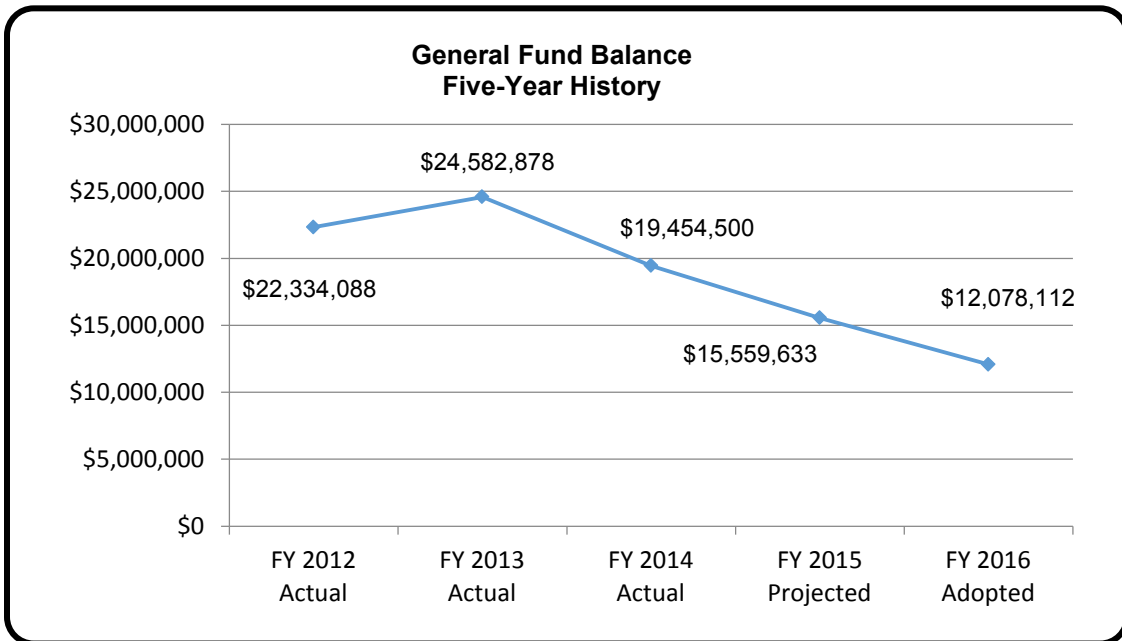 General Fund Balance
Five-Year History
$30,000,000
$25,000,000
$20,000,000
$15,000,000
$10,000,000
$5,000,000
$0
$22,334,088
$24,582,878
$19,454,500
$15,559,633
$12,078,112
FY 2012
Actual
FY 2013
Actual
FY 2014
Actual
FY 2015
Projected
FY 2016
Adopted